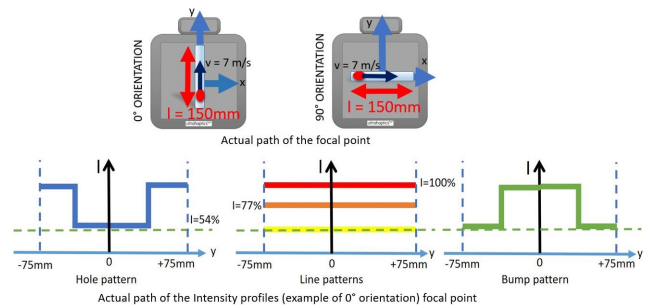 y
y
0° ORIENTATION
v = 7 m/s
x
l = 150mm
ultrahaptics
90° ORIENTATION
v = 7 m/s
x
l = 150mm
ultrahaptics
Actual path of the focal point
I
I=54%
y
-75mm
0
+75mm
Hole pattern
I
I=100%
I=77%
y
-75mm
0
+75mm
Line patterns
I
y
-75mm
0
+75mm
Bump pattern
Actual path of the Intensity profiles (example of 0° orientation) focal point